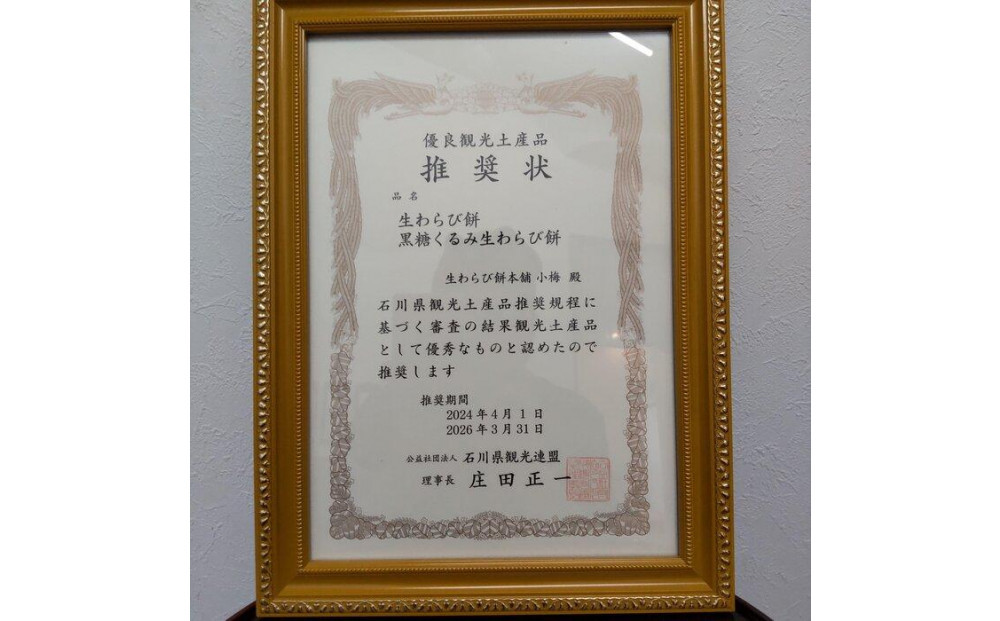 優良観光土産品
推奨状
品名
生わらび餅
黒糖くるみ生わらび餅
生わらび餅本舗 小梅 殿
石川県観光土産品推奨規程に
基づく審査の結果観光土産品
として優秀なものと認めたので
推奨します
推奨期間
2024年4月1日
2026年3月31日
公益社団法人 石川県観光連盟
理事長 庄田正一